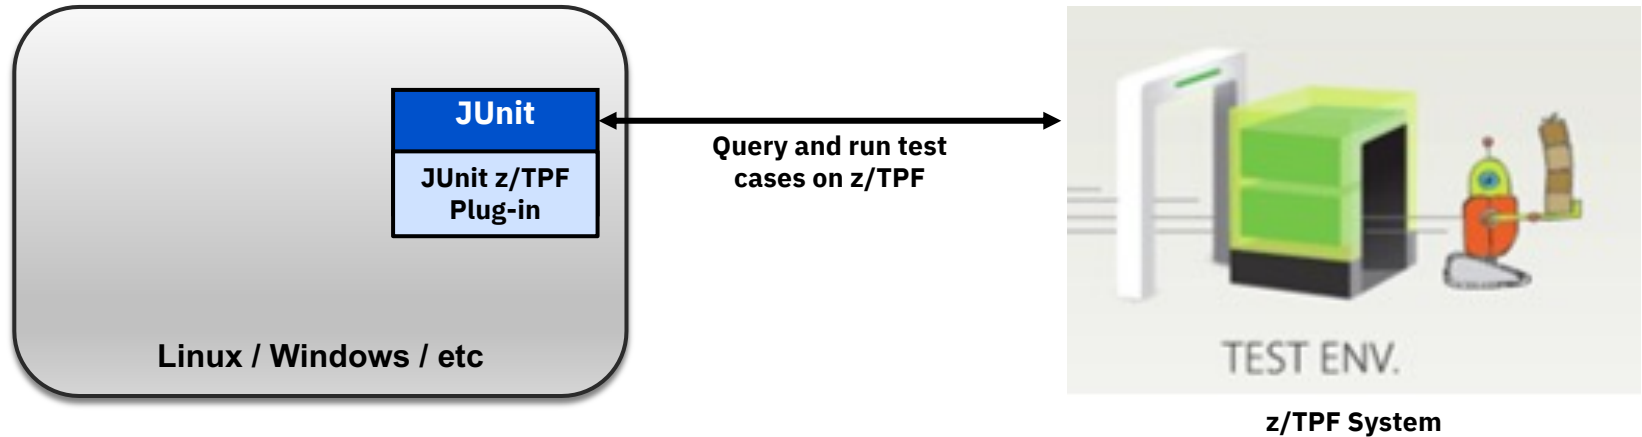 JUnit
JUnit z/TPF
Plug-in
Linux / Windows / etc
Query and run test
cases on z/TPF
TEST ENV.
z/TPF System